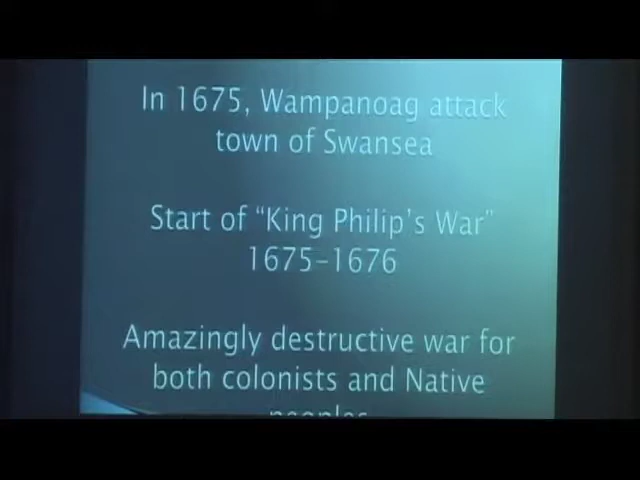 In 1675, Wampanoag attack
town of Swansea
Start of “King Philip’s War”
1675–1676
Amazingly destructive war for
both colonists and Native
peoples